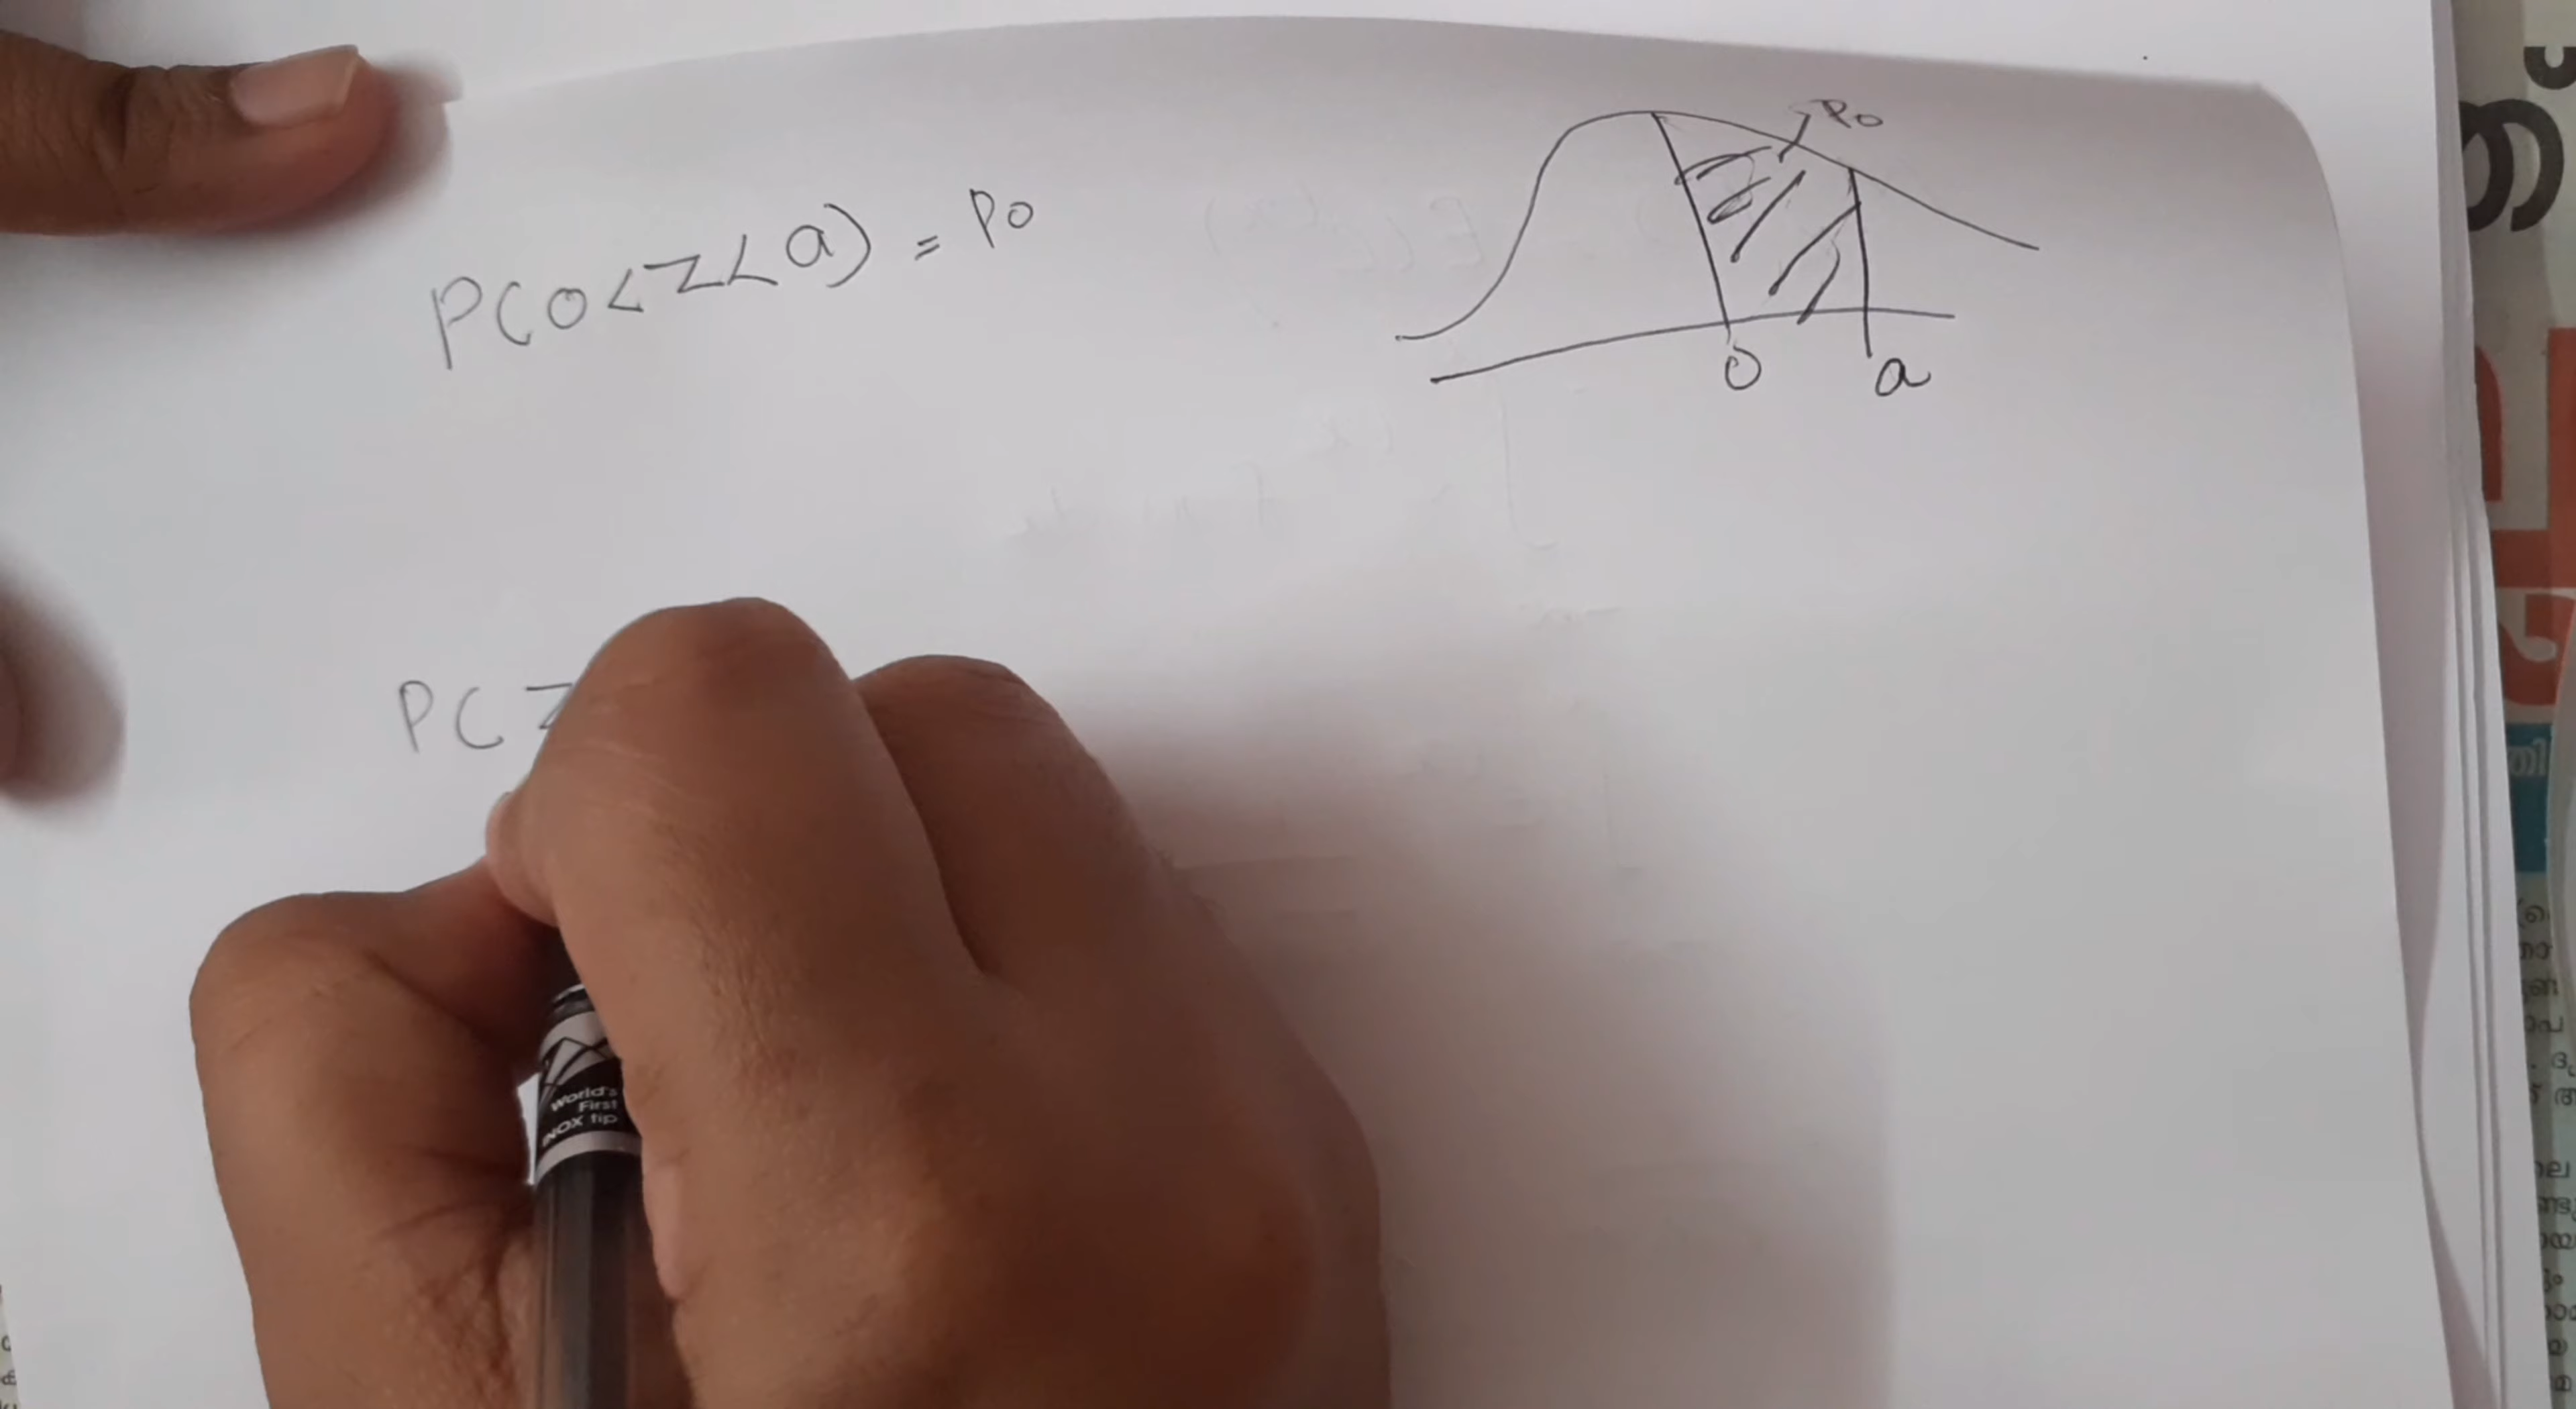 P(0<Z<a) = P0
P0
0 a
P(Z
World's
First
INOX tip